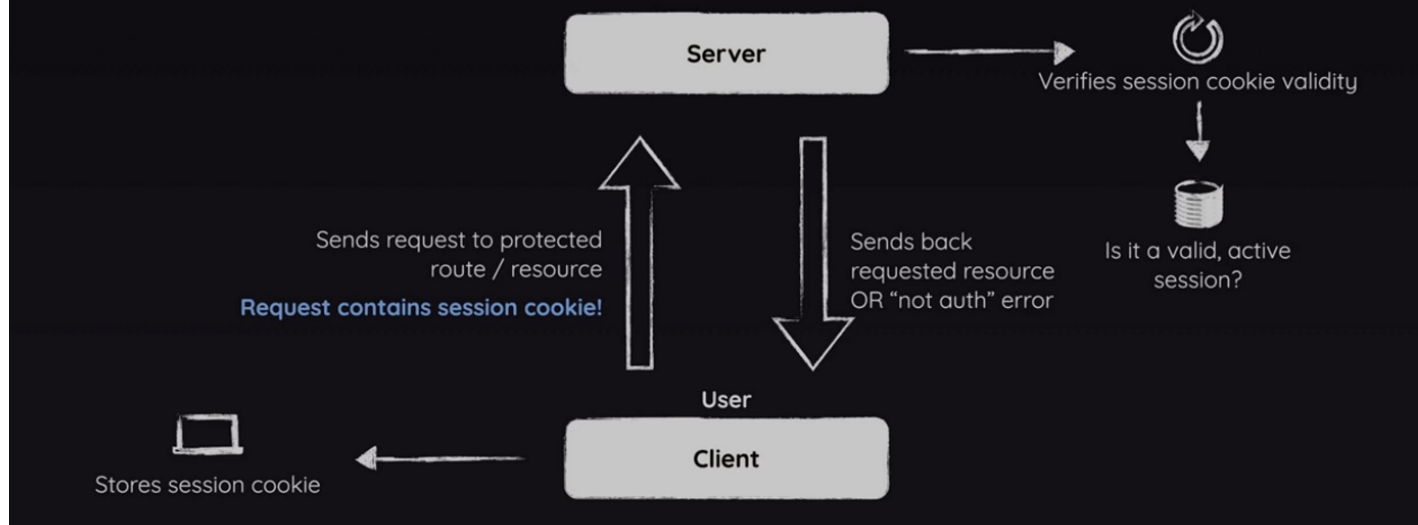 Server
Verifies session cookie validity
Sends request to protected
route / resource
Request contains session cookie!
Sends back
requested resource
OR “not auth” error
Is it a valid, active
session?
User
Client
Stores session cookie